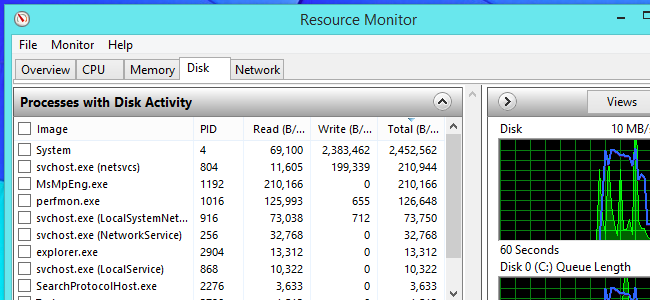 Resource Monitor
File Monitor Help
Overview CPU Memory Disk Network
Processes with Disk Activity
Views
Image PID Read (B/... Write (B/... Total (B/...
System 4 69,100 2,383,462 2,452,562
svchost.exe (netsvcs) 804 11,605 199,339 210,944
MsMpEng.exe 1192 210,166 0 210,166
perfmon.exe 1016 125,993 655 126,648
svchost.exe (LocalSystemNet... 916 73,038 712 73,750
svchost.exe (NetworkService) 256 32,768 0 32,768
explorer.exe 2904 13,312 0 13,312
svchost.exe (LocalService) 868 10,322 0 10,322
SearchProtocolHost.exe 2276 3,633 0 3,633
Disk 10 MB/
60 Seconds
Disk 0 (C:) Queue Length